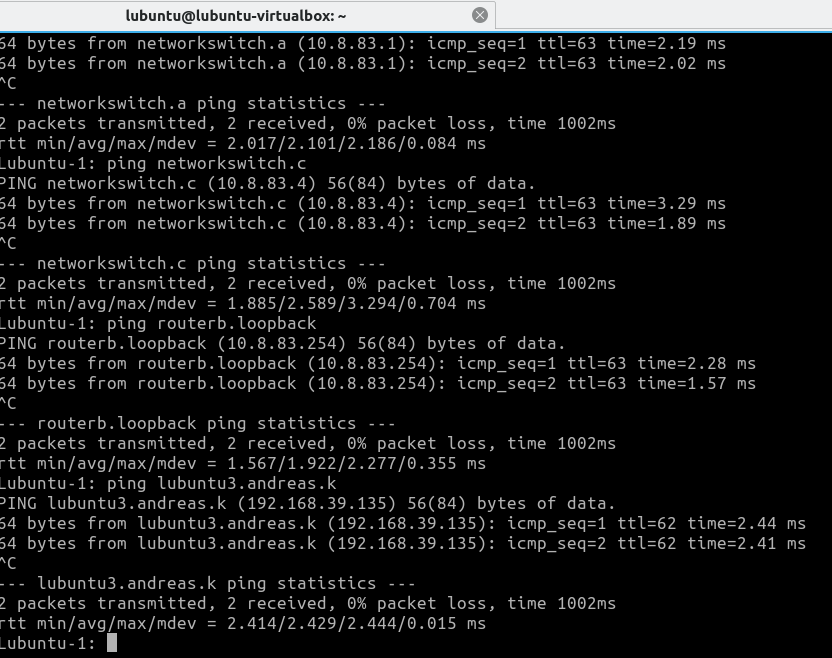 lubuntu@lubuntu-virtualbox: ~
64 bytes from networkswitch.a (10.8.83.1): icmp_seq=1 ttl=63 time=2.19 ms
64 bytes from networkswitch.a (10.8.83.1): icmp_seq=2 ttl=63 time=2.02 ms
^C
--- networkswitch.a ping statistics ---
2 packets transmitted, 2 received, 0% packet loss, time 1002ms
rtt min/avg/max/mdev = 2.017/2.101/2.186/0.084 ms
Lubuntu-1: ping networkswitch.c
PING networkswitch.c (10.8.83.4) 56(84) bytes of data.
64 bytes from networkswitch.c (10.8.83.4): icmp_seq=1 ttl=63 time=3.29 ms
64 bytes from networkswitch.c (10.8.83.4): icmp_seq=2 ttl=63 time=1.89 ms
^C
--- networkswitch.c ping statistics ---
2 packets transmitted, 2 received, 0% packet loss, time 1002ms
rtt min/avg/max/mdev = 1.885/2.589/3.294/0.704 ms
Lubuntu-1: ping routerb.loopback
PING routerb.loopback (10.8.83.254) 56(84) bytes of data.
64 bytes from routerb.loopback (10.8.83.254): icmp_seq=1 ttl=63 time=2.28 ms
64 bytes from routerb.loopback (10.8.83.254): icmp_seq=2 ttl=63 time=1.57 ms
^C
--- routerb.loopback ping statistics ---
2 packets transmitted, 2 received, 0% packet loss, time 1002ms
rtt min/avg/max/mdev = 1.567/1.922/2.277/0.355 ms
Lubuntu-1: ping lubuntu3.andreas.k
PING lubuntu3.andreas.k (192.168.39.135) 56(84) bytes of data.
64 bytes from lubuntu3.andreas.k (192.168.39.135): icmp_seq=1 ttl=62 time=2.44 ms
64 bytes from lubuntu3.andreas.k (192.168.39.135): icmp_seq=2 ttl=62 time=2.41 ms
^C
--- lubuntu3.andreas.k ping statistics ---
2 packets transmitted, 2 received, 0% packet loss, time 1002ms
rtt min/avg/max/mdev = 2.414/2.429/2.444/0.015 ms
Lubuntu-1: